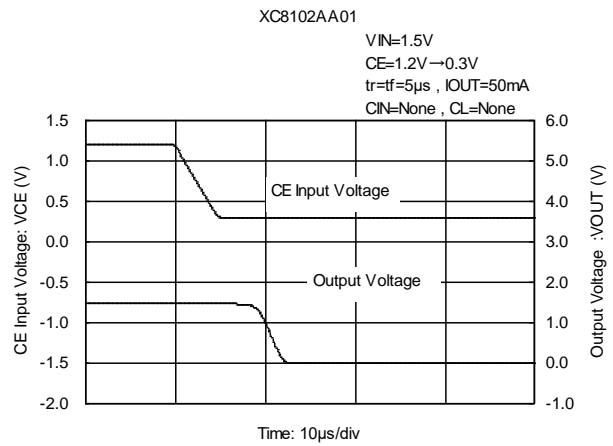 XC8102AA01
VIN=1.5V
CE=1.2V→0.3V
tr=tf=5μs , IOUT=50mA
CIN=None , CL=None
CE Input Voltage: VCE (V)
1.5
1.0
0.5
0.0
-0.5
-1.0
-1.5
-2.0
CE Input Voltage
Output Voltage
6.0
5.0
4.0
3.0
2.0
1.0
0.0
-1.0
Output Voltage :VOUT (V)
Time: 10μs/div